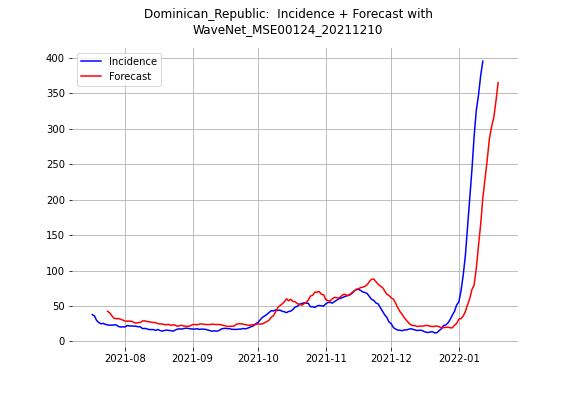 Dominican_Republic:  Incidence + Forecast with
WaveNet_MSE00124_20211210
Incidence
Forecast
400
350
300
250
200
150
100
50
0
2021-08 2021-09 2021-10 2021-11 2021-12 2022-01